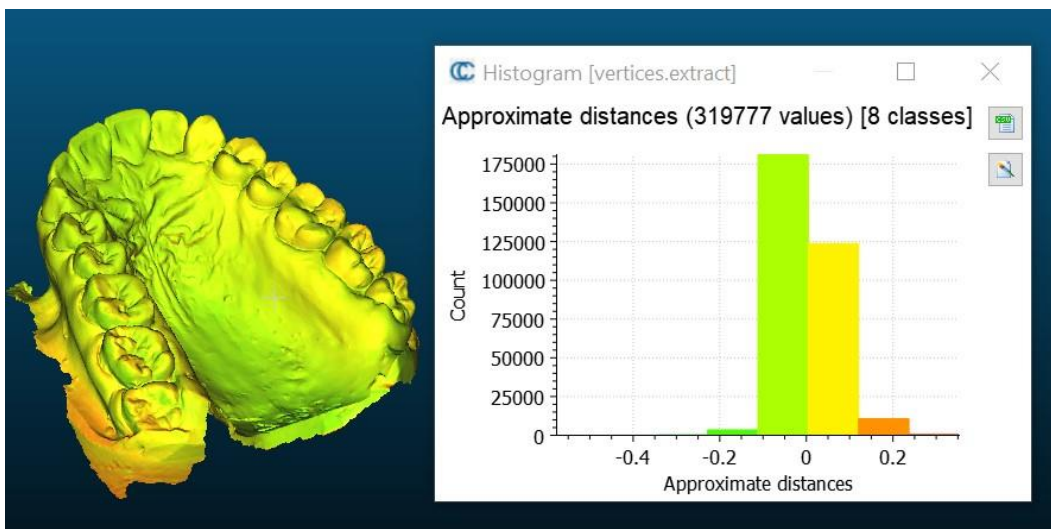 Histogram [vertices.extract]
Approximate distances (319777 values) [8 classes]
175000
150000
125000
100000
75000
50000
25000
0
Count
-0.4 -0.2 0 0.2
Approximate distances